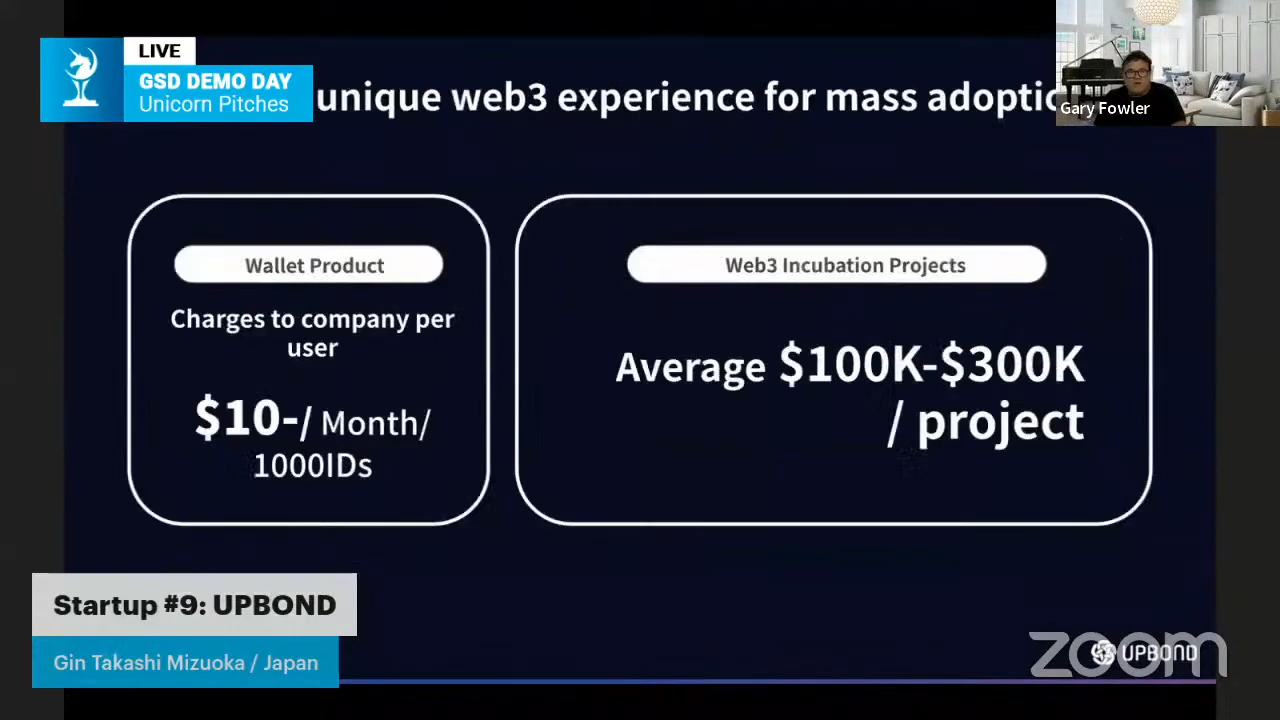 LIVE
GSD DEMO DAY
Unicorn Pitches
unique web3 experience for mass
Gary Fowler
Wallet Product
Charges to company per
user
$10-/ Month/
1000IDs
Web3 Incubation Projects
Average $100K-$300K
/ project
Startup #9: UPBOND
Gin Takashi Mizuoka / Japan
zoom
UPBOND